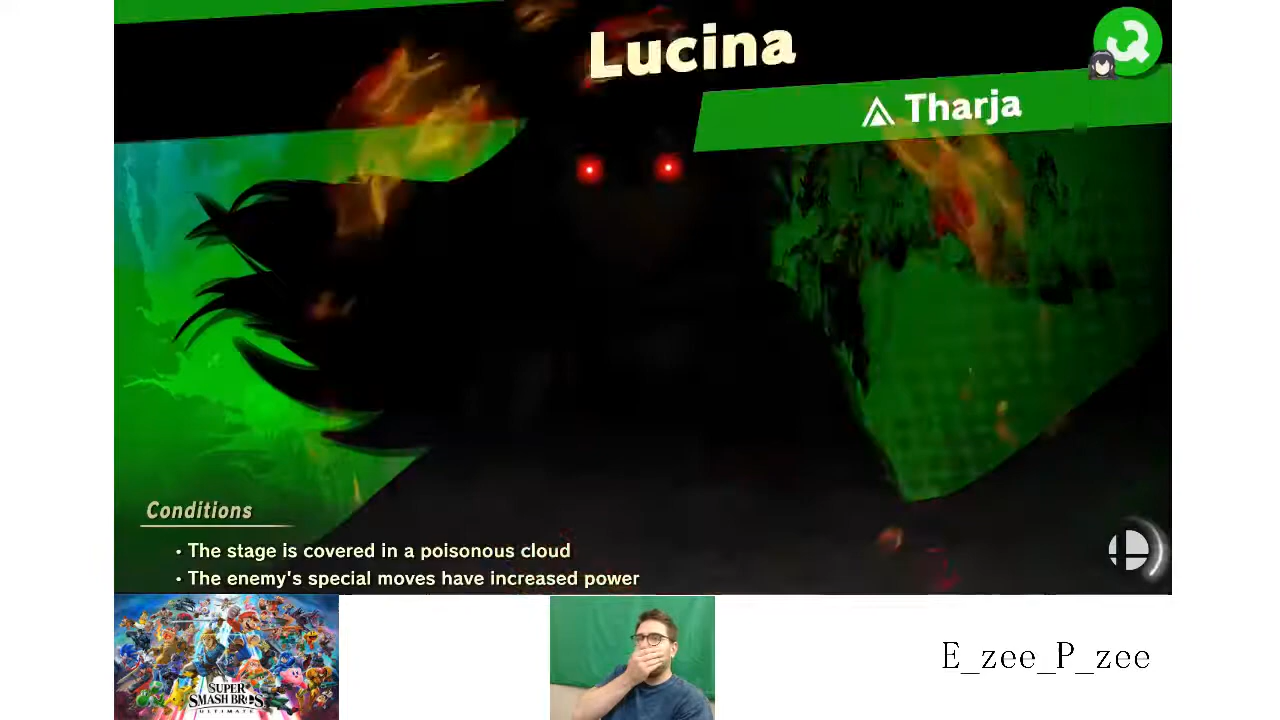 Lucina
Tharja
Conditions
• The stage is covered in a poisonous cloud
• The enemy's special moves have increased power
SUPER
SMASH BROS.
ULTIMATE
E_zee_P_zee